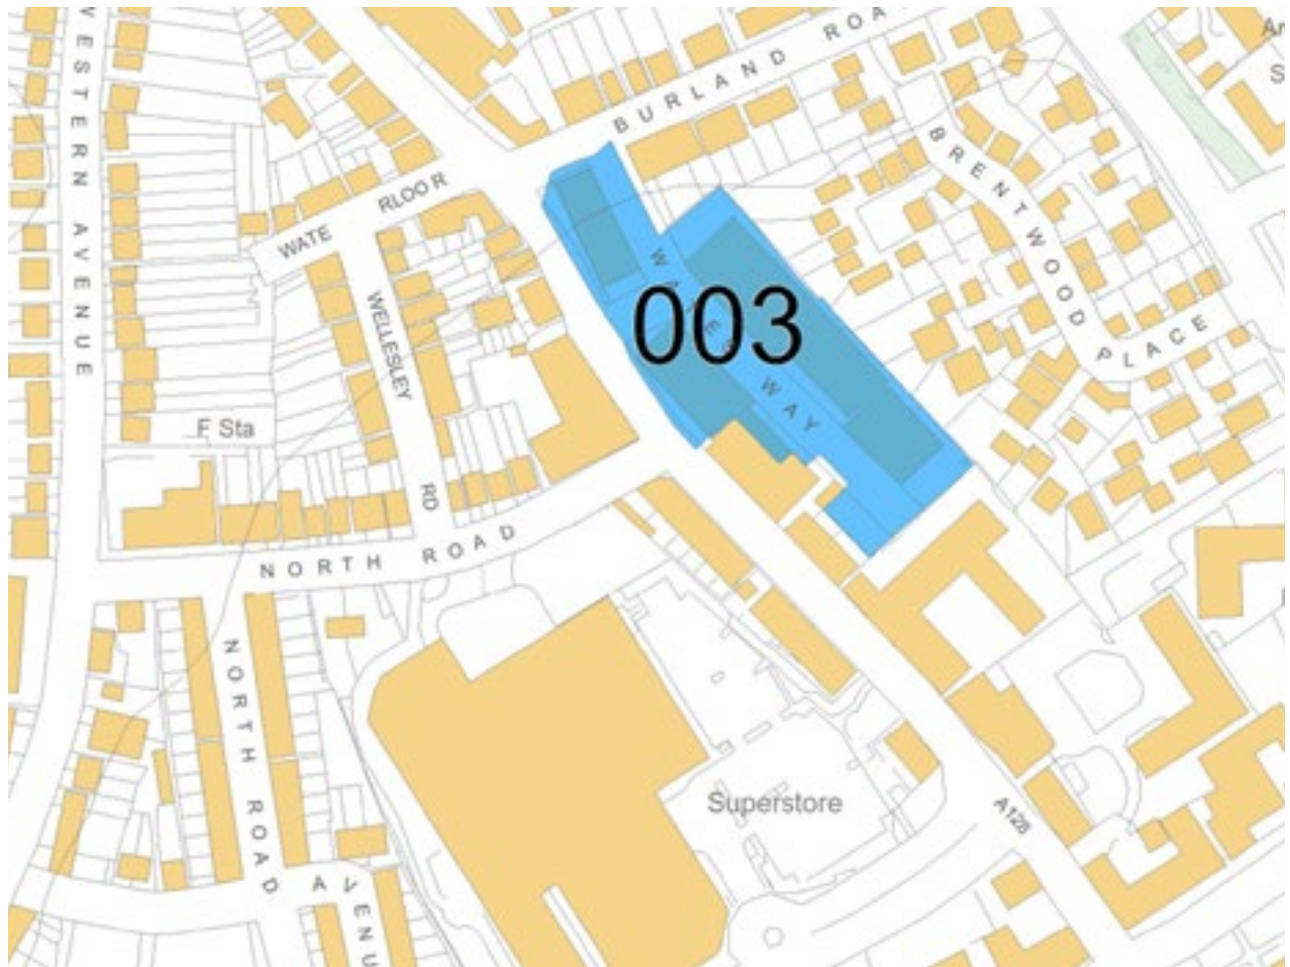 WESTERN AVENUE
BURLAND ROA
An
S
BRENTWOOD PLACE
WATE
RLOOR
WELLESLEY
RD
003
WAY
F Sta
NORTH ROAD
NORTH ROAD AVENU
Superstore
A128